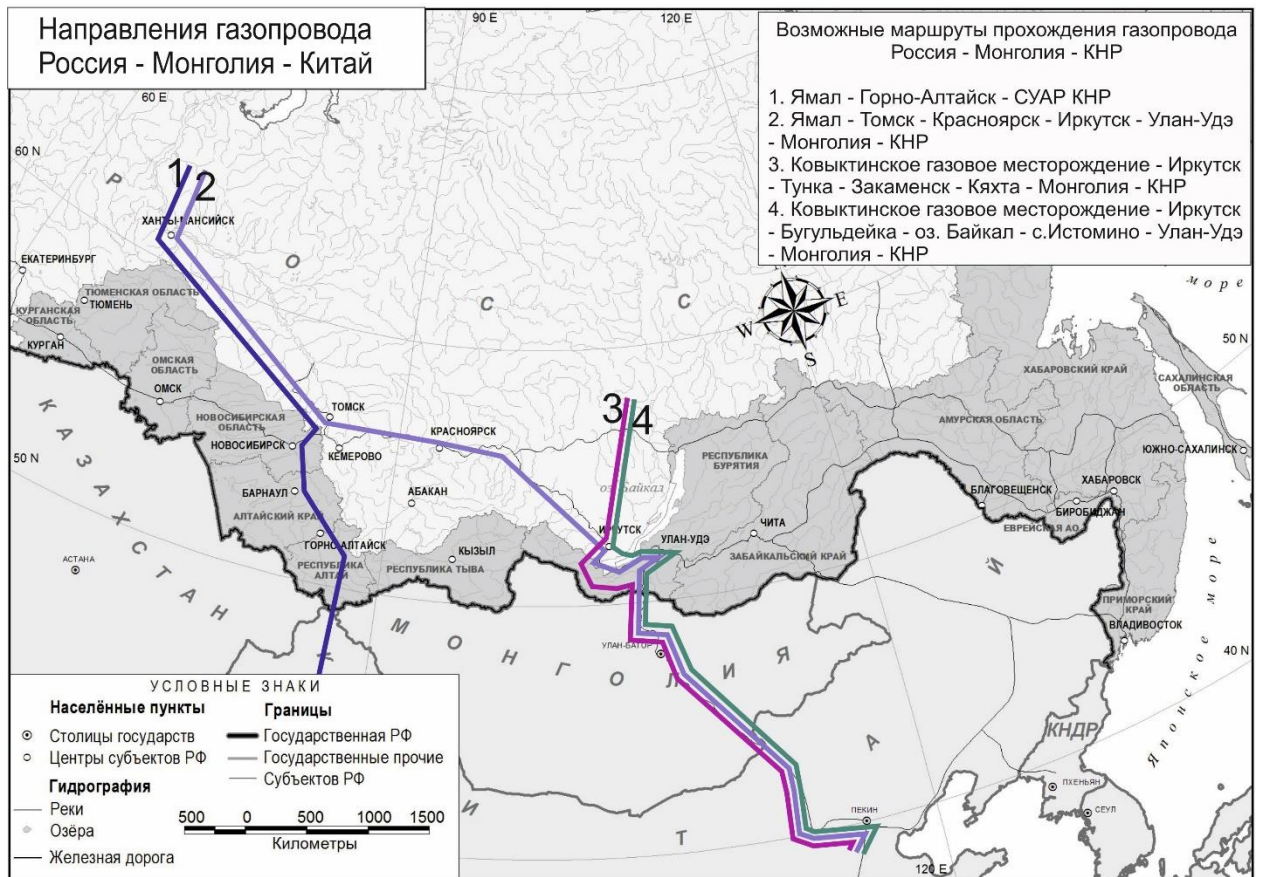 Направления газопровода
Россия - Монголия - Китай
90 E
120 E
Возможные маршруты прохождения газопровода
Россия - Монголия - КНР
1. Ямал - Горно-Алтайск - СУАР КНР
2. Ямал - Томск - Красноярск - Иркутск - Улан-Удэ
- Монголия - КНР
3. Ковыктинское газовое месторождение - Иркутск
- Тунка - Закаменск - Кяхта - Монголия - КНР
4. Ковыктинское газовое месторождение - Иркутск
- Бугульдейка - оз. Байкал - с.Истомино - Улан-Удэ
- Монголия - КНР
60 E
60 N
1
2
Р О С С
ХАНТЫ-МАНСИЙСК
ЕКАТЕРИНБУРГ
ТЮМЕНСКАЯ ОБЛАСТЬ
ТЮМЕНЬ
КУРГАНСКАЯ
ОБЛАСТЬ
КУРГАН
ОМСКАЯ
ОБЛАСТЬ
ОМСК
N
E
S
W
море
50 N
ХАБАРОВСКИЙ КРАЙ
САХАЛИНСКАЯ
ОБЛАСТЬ
АМУРСКАЯ ОБЛАСТЬ
ЮЖНО-САХАЛИНСК
3
4
ТОМСК
НОВОСИБИРСКАЯ
ОБЛАСТЬ
НОВОСИБИРСК
КЕМЕРОВО
КРАСНОЯРСК
РЕСПУБЛИКА
БУРЯТИЯ
50 N
КАЗАХСТАН
БАРНАУЛ
АБАКАН
оз. Байкал
БЛАГОВЕЩЕНСК
ХАБАРОВСК
БИРОБИДЖАН
ЕВРЕЙСКАЯ АО
АЛТАЙСКИЙ КРАЙ
ИРКУТСК
УЛАН-УДЭ
ЧИТА
ЗАБАЙКАЛЬСКИЙ КРАЙ
АСТАНА
ГОРНО-АЛТАЙСК
РЕСПУБЛИКА
АЛТАЙ
КЫЗЫЛ
РЕСПУБЛИКА ТЫВА
ПРИМОРСКИЙ
КРАЙ
ВЛАДИВОСТОК
МОНГОЛИЯ
УЛАН-БАТОР
40 N
Японское море
К И Т А Й
КНДР
ПХЕНЬЯН
СЕУЛ
ПЕКИН
120 E
УСЛОВНЫЕ ЗНАКИ
Населённые пункты
Столицы государств
Центры субъектов РФ
Гидрография
Реки
Озёра
Железная дорога
Границы
Государственная РФ
Государственные прочие
Субъектов РФ
500 0 500 1000 1500
Километры